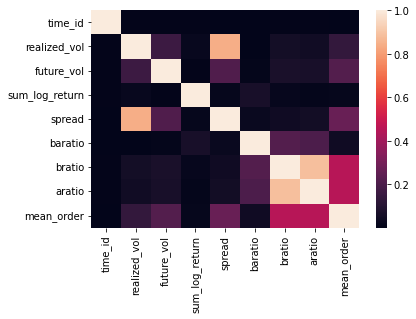 time_id
realized_vol
future_vol
sum_log_return
spread
baratio
bratio
aratio
mean_order
time_id
realized_vol
future_vol
sum_log_return
spread
baratio
bratio
aratio
mean_order
1.0
0.8
0.6
0.4
0.2